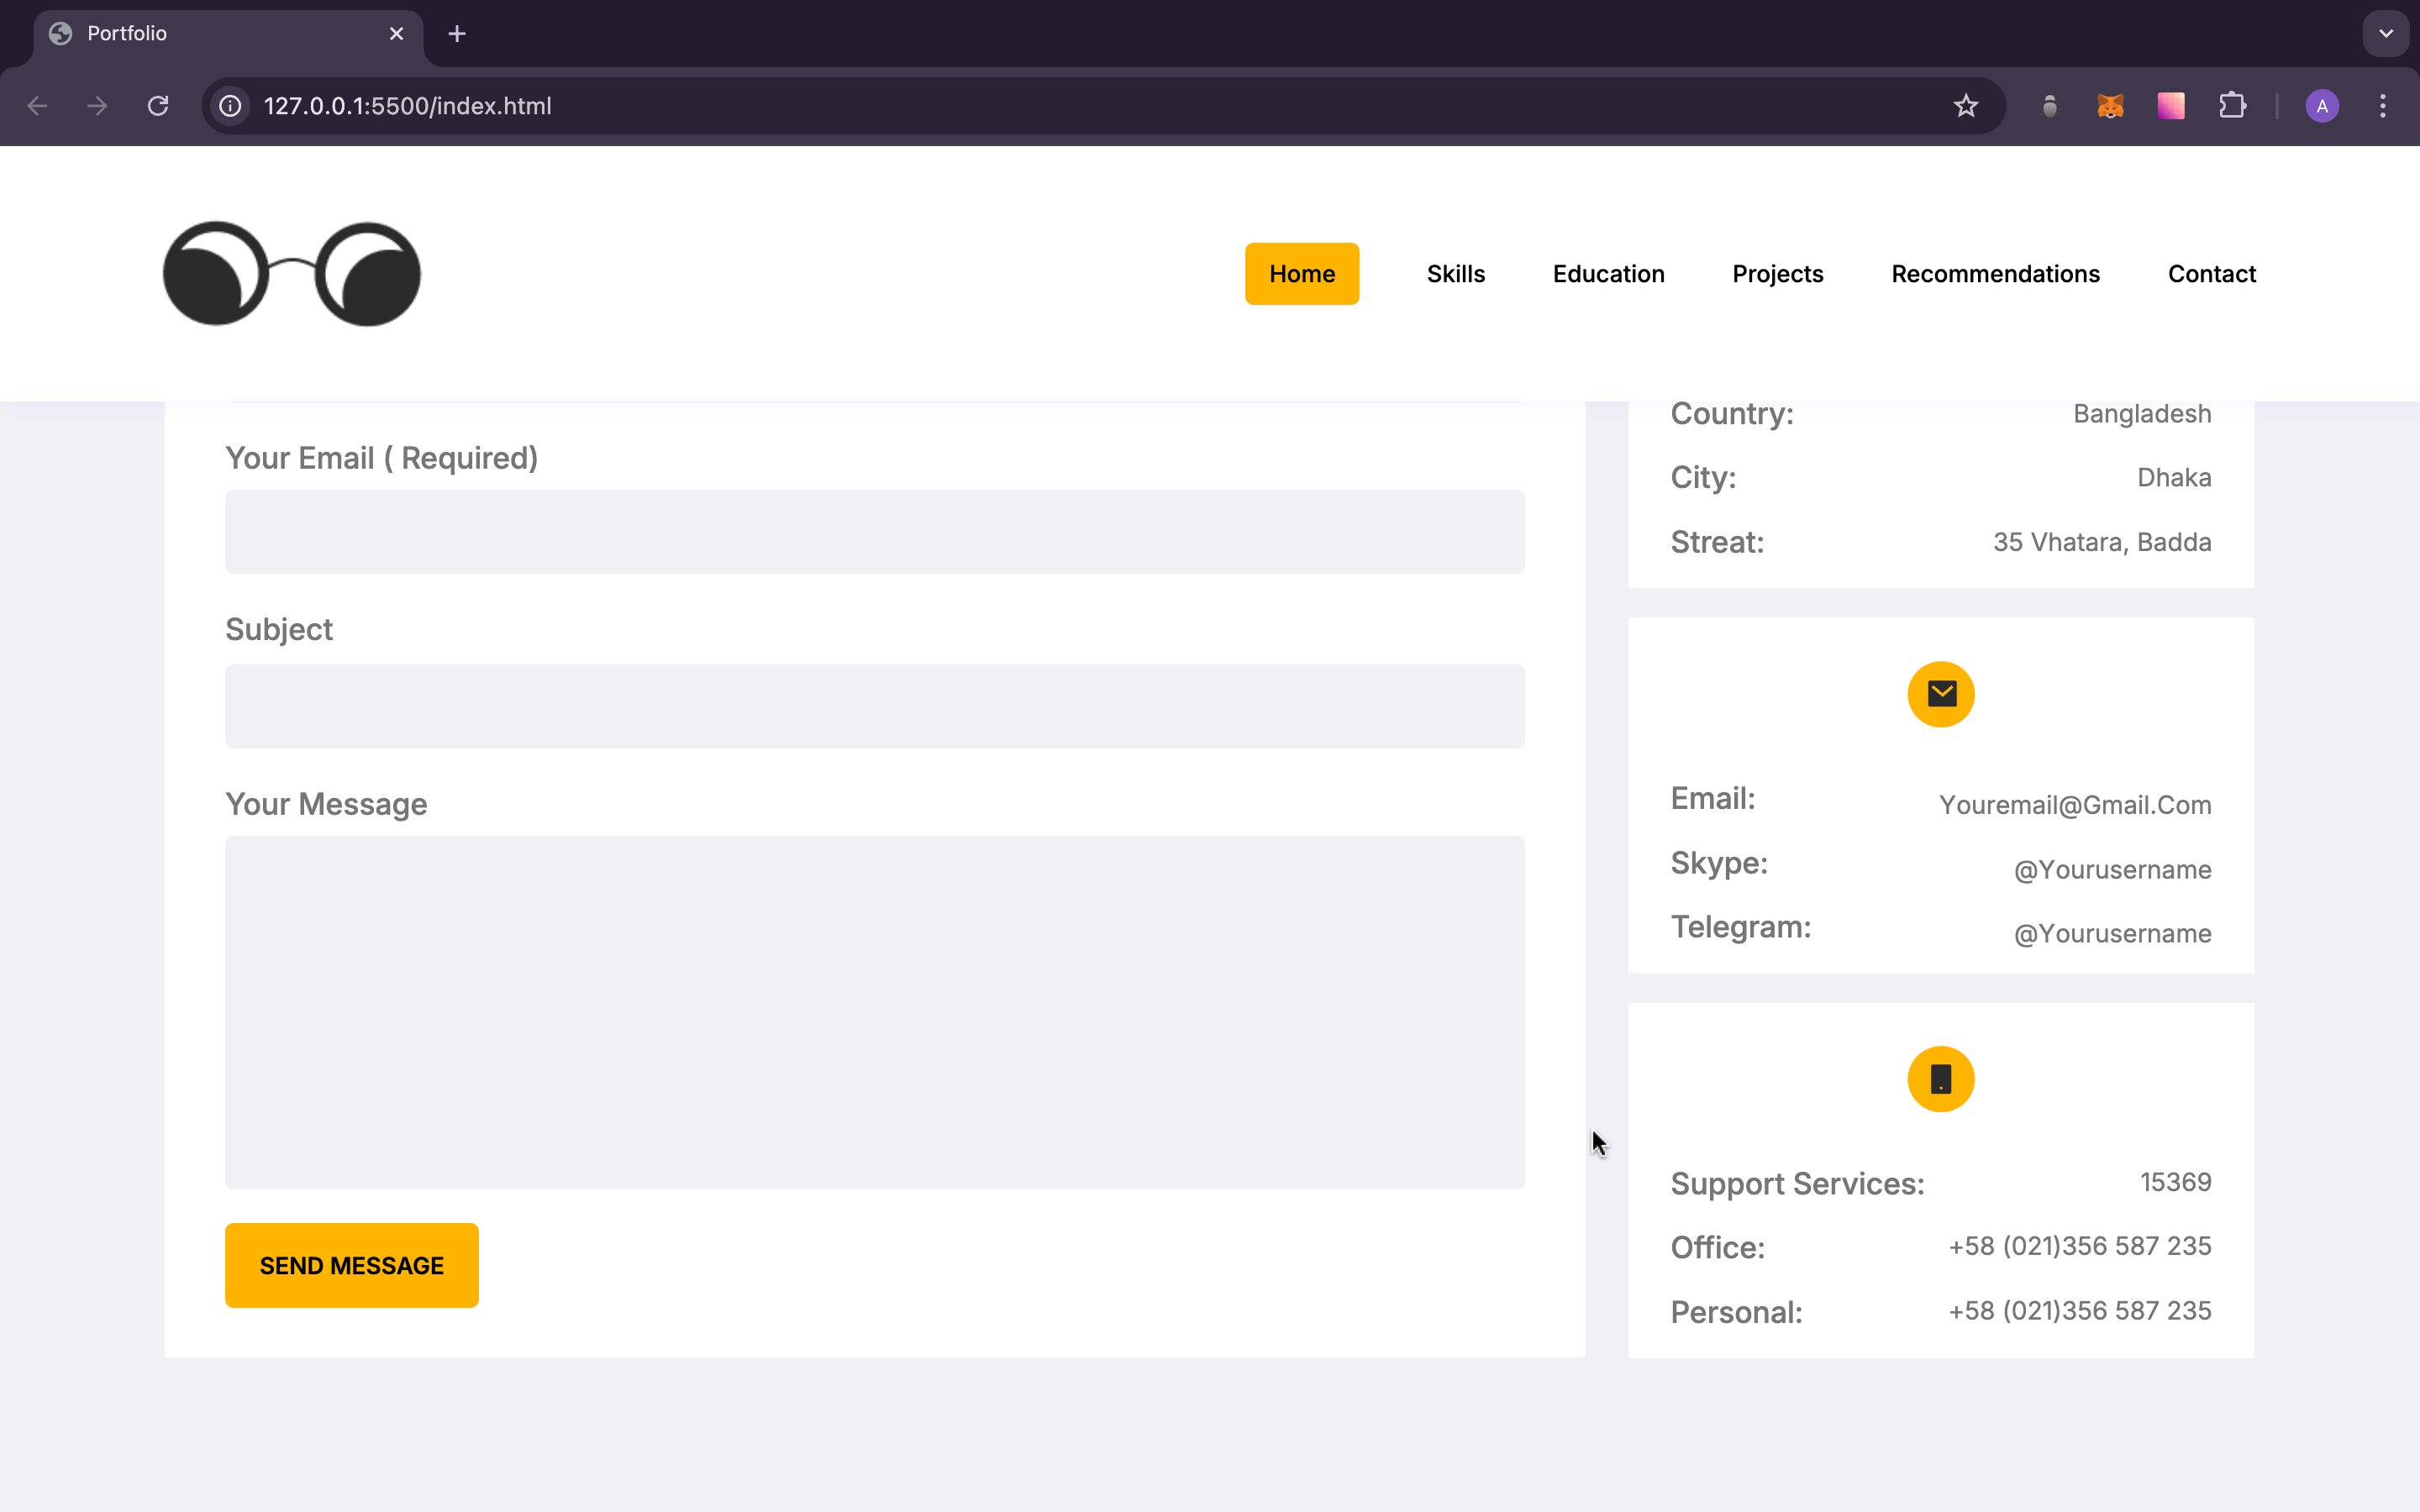 Portfolio
127.0.0.1:5500/index.html
A
Home Skills Education Projects Recommendations Contact
Your Email ( Required)
Subject
Your Message
SEND MESSAGE
Country: Bangladesh
City: Dhaka
Streat: 35 Vhatara, Badda
Email: Youremail@Gmail.Com
Skype: @Yourusername
Telegram: @Yourusername
Support Services: 15369
Office: +58 (021)356 587 235
Personal: +58 (021)356 587 235